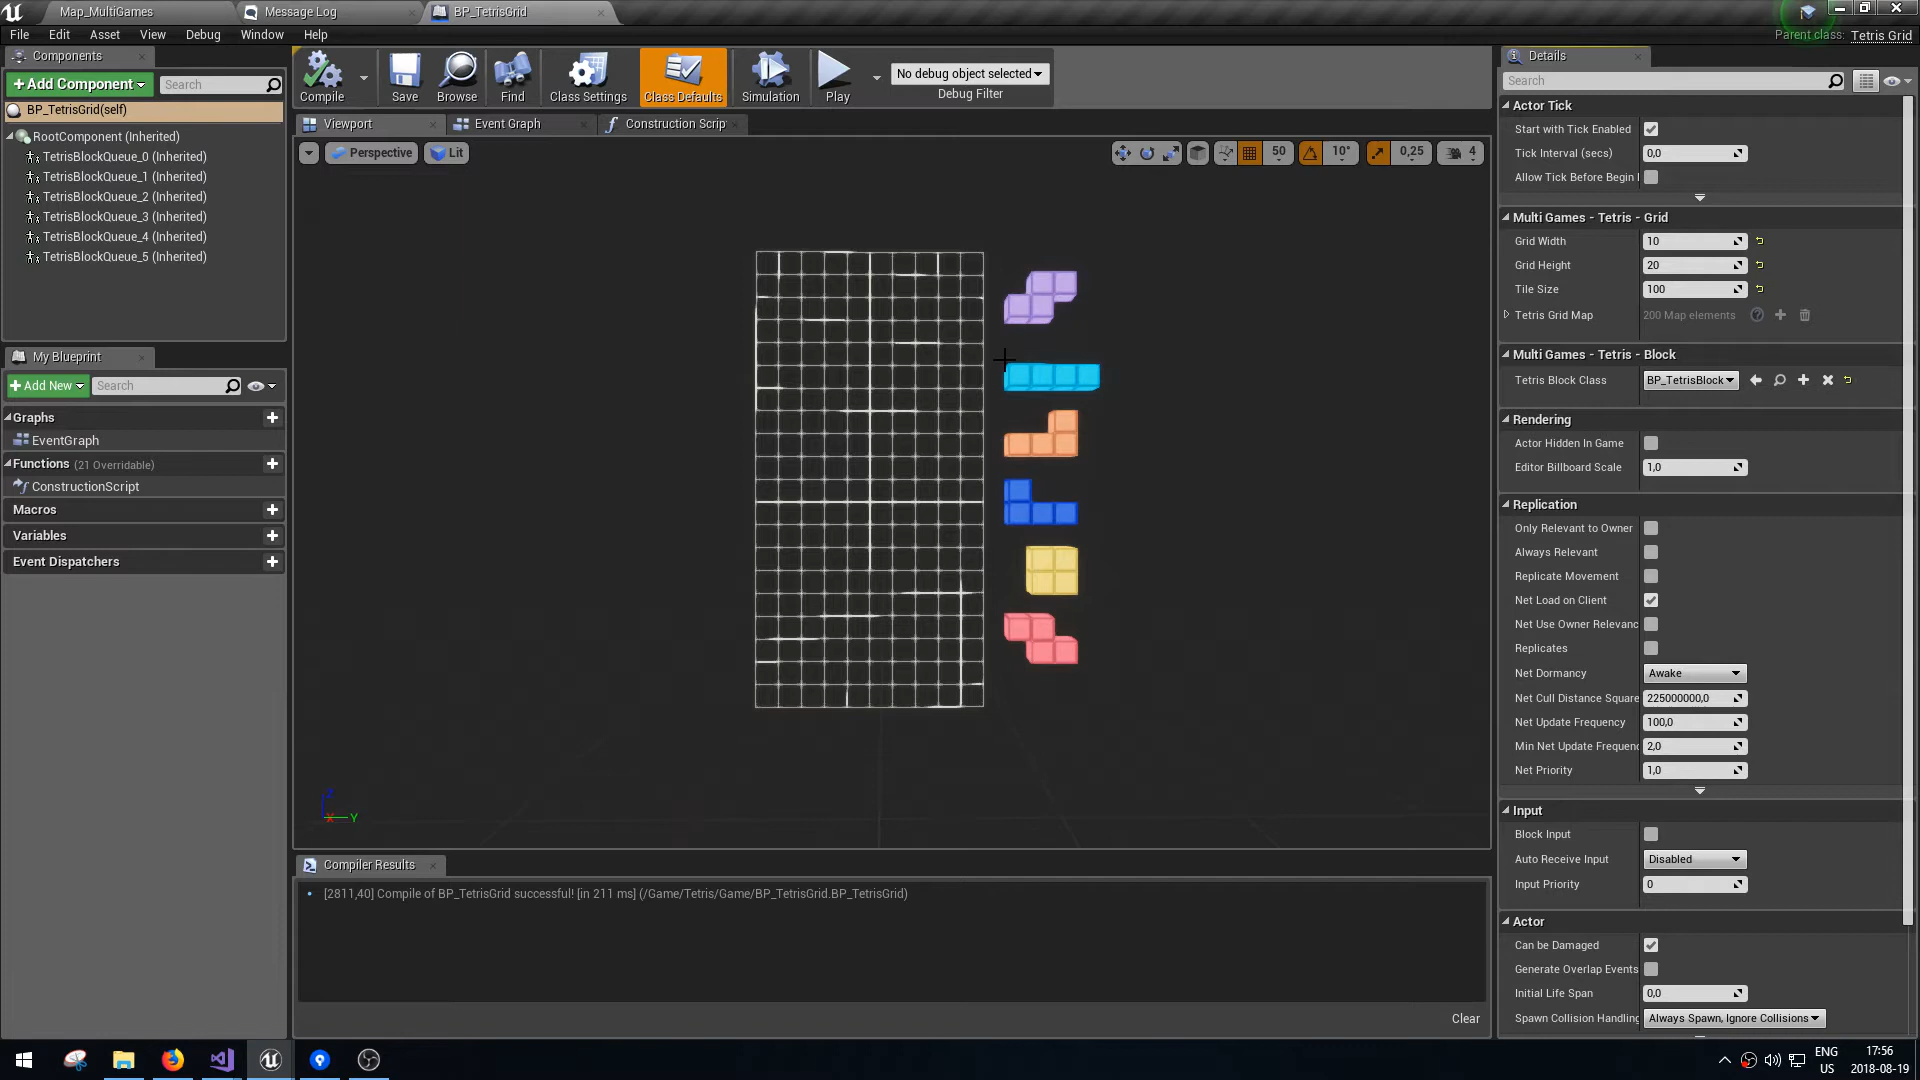 Map_MultiGames
Message Log
BP_TetrisGrid
File Edit Asset View Debug Window Help
Parent class: Tetris Grid
Components
+Add Component
Search
BP_TetrisGrid(self)
RootComponent (Inherited)
TetrisBlockQueue_0 (Inherited)
TetrisBlockQueue_1 (Inherited)
TetrisBlockQueue_2 (Inherited)
TetrisBlockQueue_3 (Inherited)
TetrisBlockQueue_4 (Inherited)
TetrisBlockQueue_5 (Inherited)
My Blueprint
+Add New
Search
Graphs
EventGraph
Functions (21 Overridable)
ConstructionScript
Macros
Variables
Event Dispatchers
Compile
Save
Browse
Find
Class Settings
Class Defaults
Simulation
Play
No debug object selected
Debug Filter
Viewport
Event Graph
Construction Scrip
Perspective
Lit
50
10°
0,25
4
Z
X
Y
Compiler Results
[2811,40] Compile of BP_TetrisGrid successful! [in 211 ms] (/Game/Tetris/Game/BP_TetrisGrid.BP_TetrisGrid)
Clear
Details
Search
Actor Tick
Start with Tick Enabled
Tick Interval (secs) 0,0
Allow Tick Before Begin
Multi Games - Tetris - Grid
Grid Width 10
Grid Height 20
Tile Size 100
Tetris Grid Map 200 Map elements
Multi Games - Tetris - Block
Tetris Block Class BP_TetrisBlock
Rendering
Actor Hidden In Game
Editor Billboard Scale 1,0
Replication
Only Relevant to Owner
Always Relevant
Replicate Movement
Net Load on Client
Net Use Owner Relevanc
Replicates
Net Dormancy Awake
Net Cull Distance Square 225000000,0
Net Update Frequency 100,0
Min Net Update Frequenc 2,0
Net Priority 1,0
Input
Block Input
Auto Receive Input Disabled
Input Priority 0
Actor
Can be Damaged
Generate Overlap Events
Initial Life Span 0,0
Spawn Collision Handling Always Spawn, Ignore Collisions
ENG
US
17:56
2018-08-19